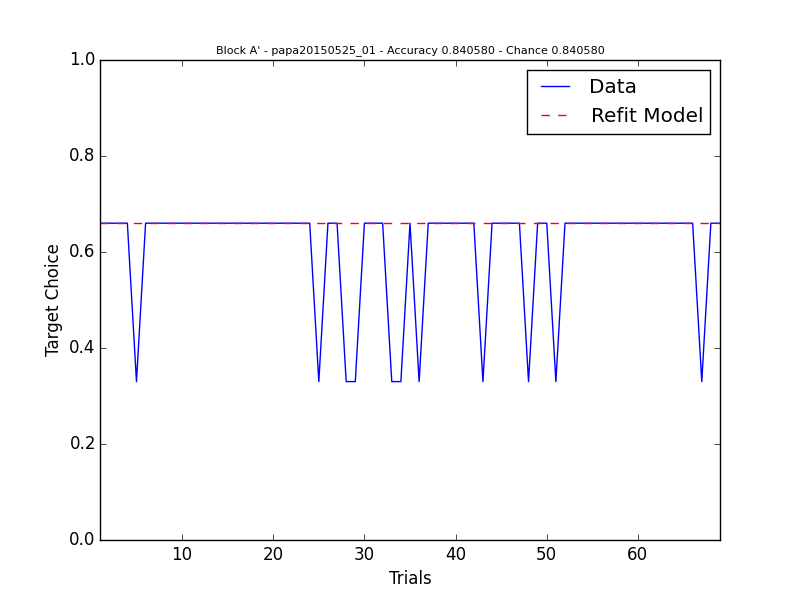 Block A' - papa20150525_01 - Accuracy 0.840580 - Chance 0.840580
1.0
Data
Refit Model
0.8
0.6
Target Choice
0.4
0.2
0.0
10 20 30 40 50 60
Trials